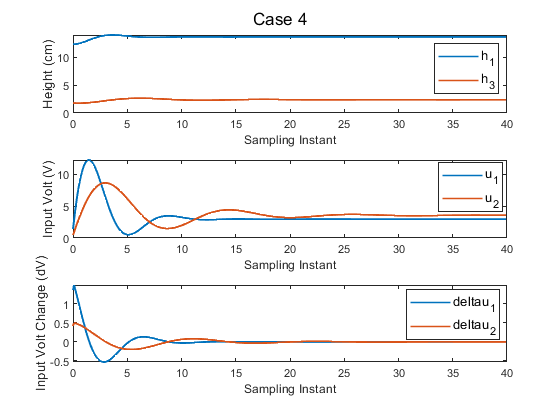 Case 4
Height (cm)
10
5
0
h1
h3
0 5 10 15 20 25 30 35 40
Sampling Instant
Input Volt (V)
10
5
0
u1
u2
0 5 10 15 20 25 30 35 40
Sampling Instant
Input Volt Change (dV)
1
0.5
0
-0.5
deltau1
deltau2
0 5 10 15 20 25 30 35 40
Sampling Instant